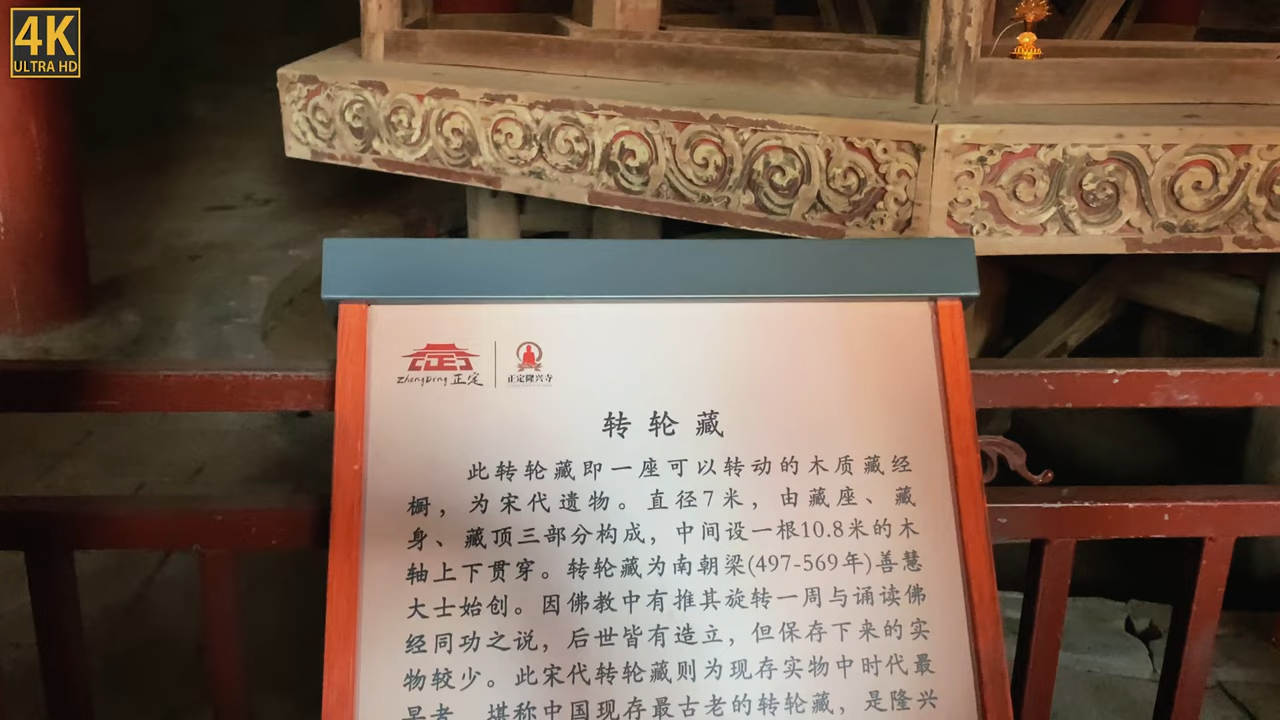 4K
ULTRA HD
ZhengDing 正定
正定隆兴寺
转轮藏
此转轮藏即一座可以转动的木质藏经
橱，为宋代遗物。直径7米，由藏座、藏
身、藏顶三部分构成，中间设一根10.8米的木
轴上下贯穿。转轮藏为南朝梁(497-569年)善慧
大士始创。因佛教中有推其旋转一周与诵读佛
经同功之说，后世皆有造立，但保存下来的实
物较少。此宋代转轮藏则为现存实物中时代最
早者，堪称中国现存最古老的转轮藏，是隆兴